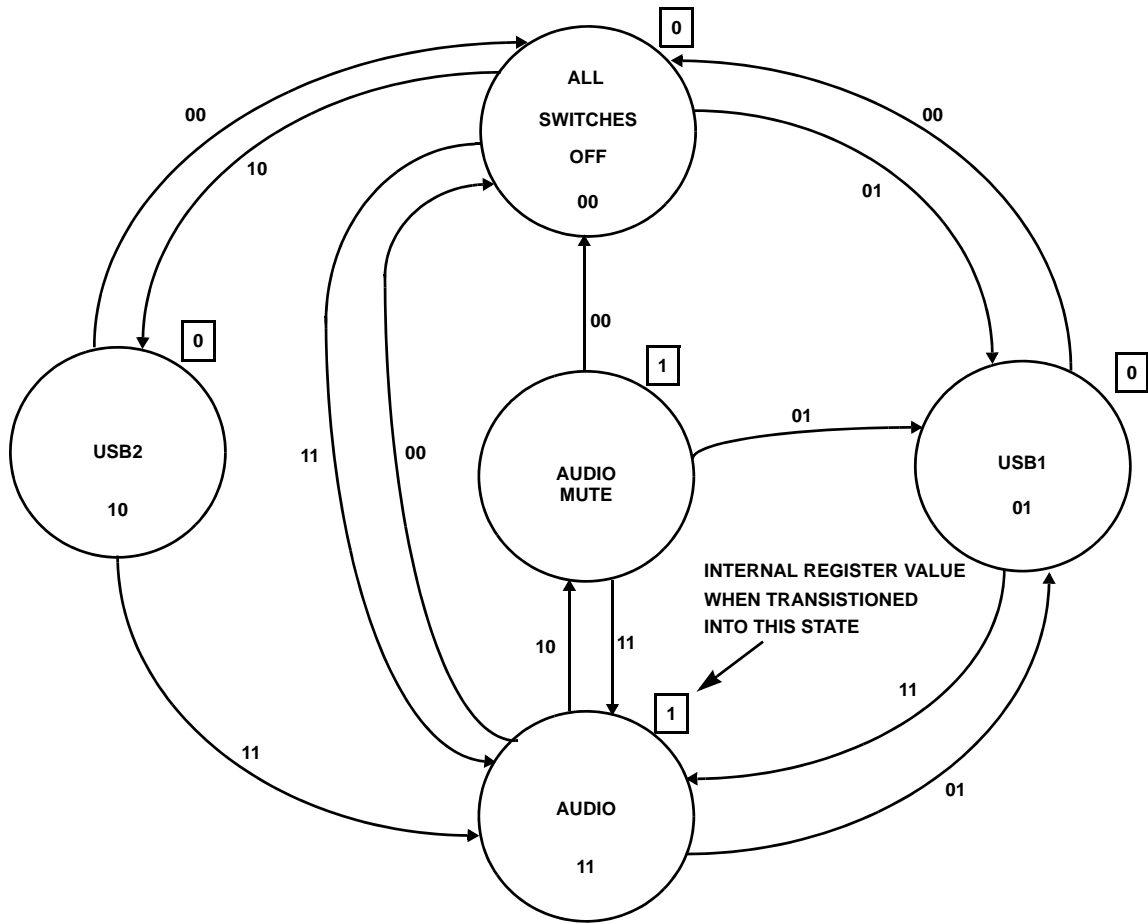 0
ALL
SWITCHES
OFF
00
00
10
00
01
0
00
1
0
USB2
10
11
00
AUDIO
MUTE
01
USB1
01
INTERNAL REGISTER VALUE
WHEN TRANSISTIONED
INTO THIS STATE
10
11
1
11
11
01
AUDIO
11